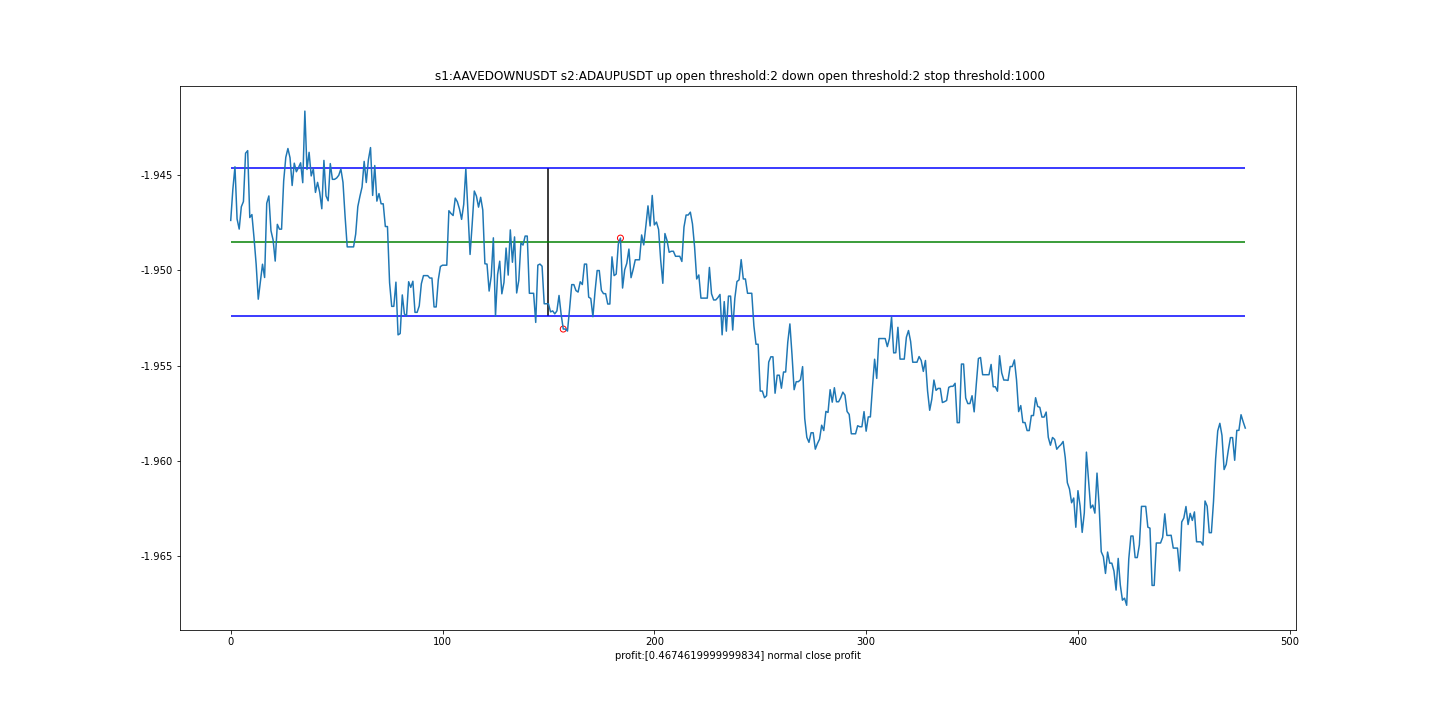 s1:AAVEDOWNUSDT s2:ADAUPUSDT up open threshold:2 down open threshold:2 stop threshold:1000
-1.945
-1.950
-1.955
-1.960
-1.965
0 100 200 300 400 500
profit:[0.4674619999999834] normal close profit